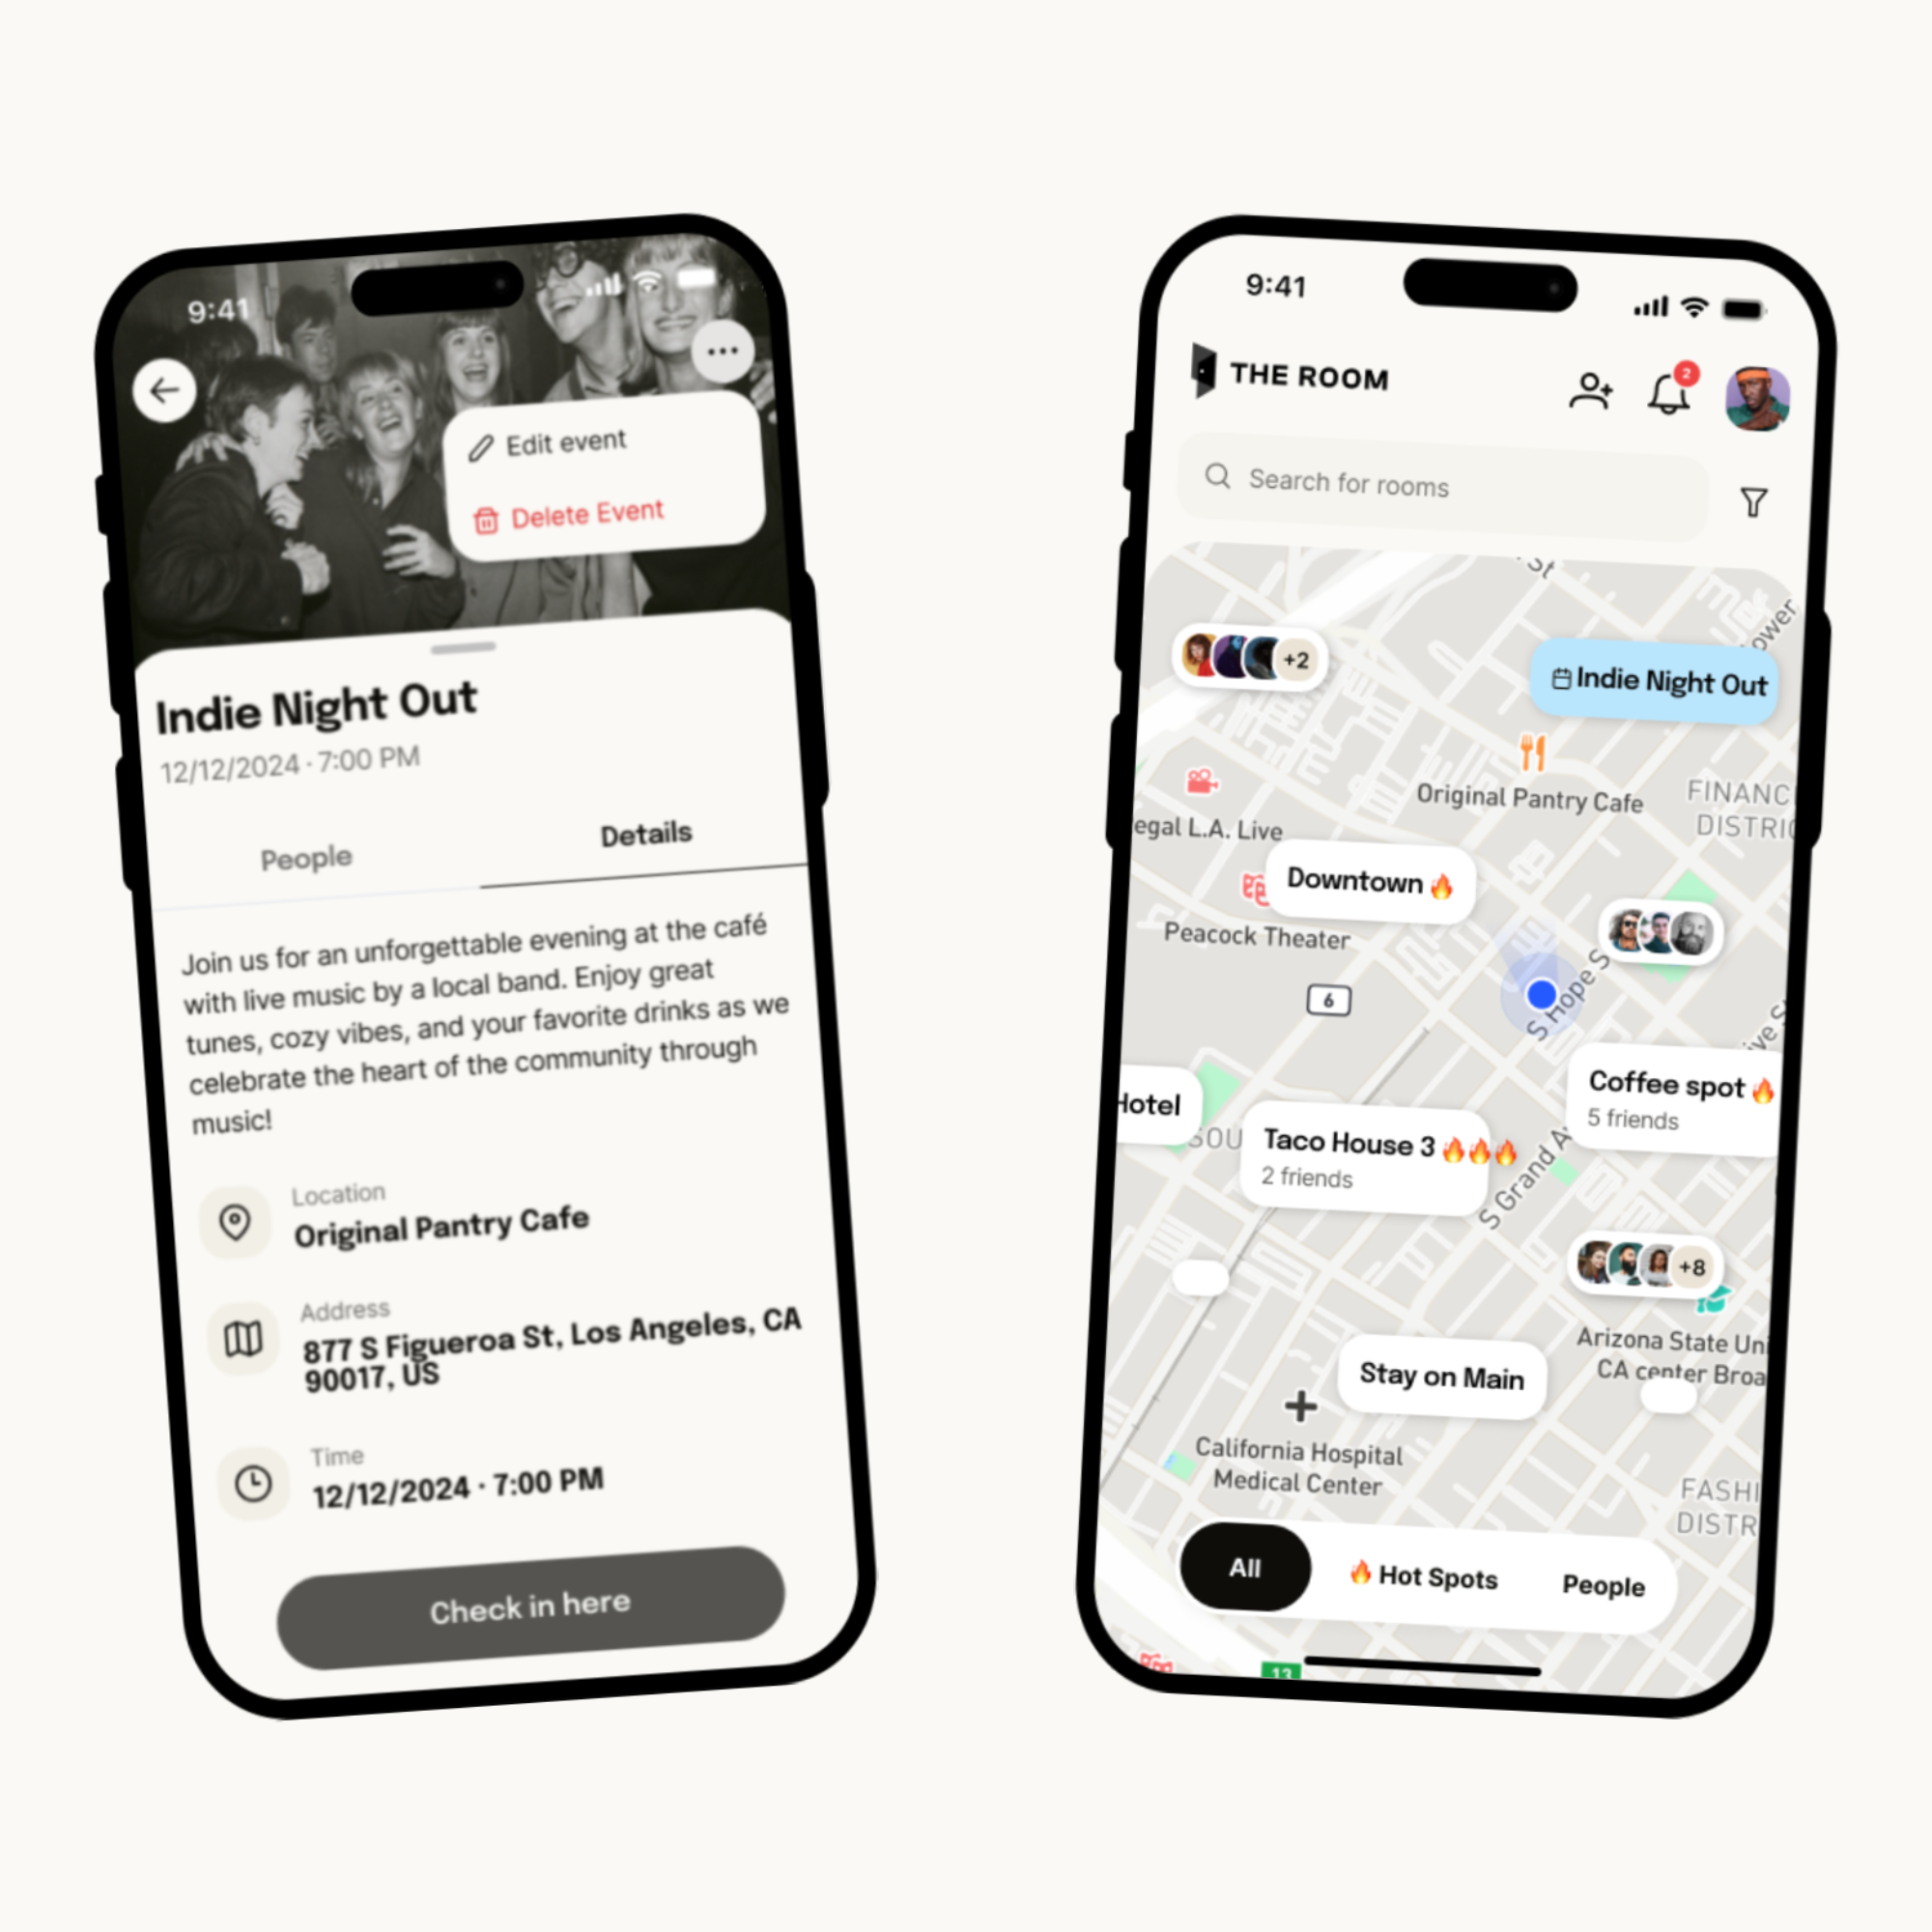 9:41
Edit event
Delete Event
Indie Night Out
12/12/2024 · 7:00 PM
People
Details
Join us for an unforgettable evening at the café
with live music by a local band. Enjoy great
tunes, cozy vibes, and your favorite drinks as we
celebrate the heart of the community through
music!
Location
Original Pantry Cafe
Address
877 S Figueroa St, Los Angeles, CA
90017, US
Time
12/12/2024 · 7:00 PM
Check in here
9:41
THE ROOM
2
Search for rooms
St
ower
+2
Indie Night Out
Original Pantry Cafe
FINANC
DISTRIC
egal L.A. Live
Downtown 🔥
Peacock Theater
6
S Hope S
ive S
Hotel
SOU
Coffee spot 🔥
5 friends
Taco House 3 🔥🔥🔥
2 friends
S Grand A
+8
Arizona State Uni
CA center Broa
Stay on Main
California Hospital
Medical Center
FASHI
DISTR
All
🔥 Hot Spots
People
13